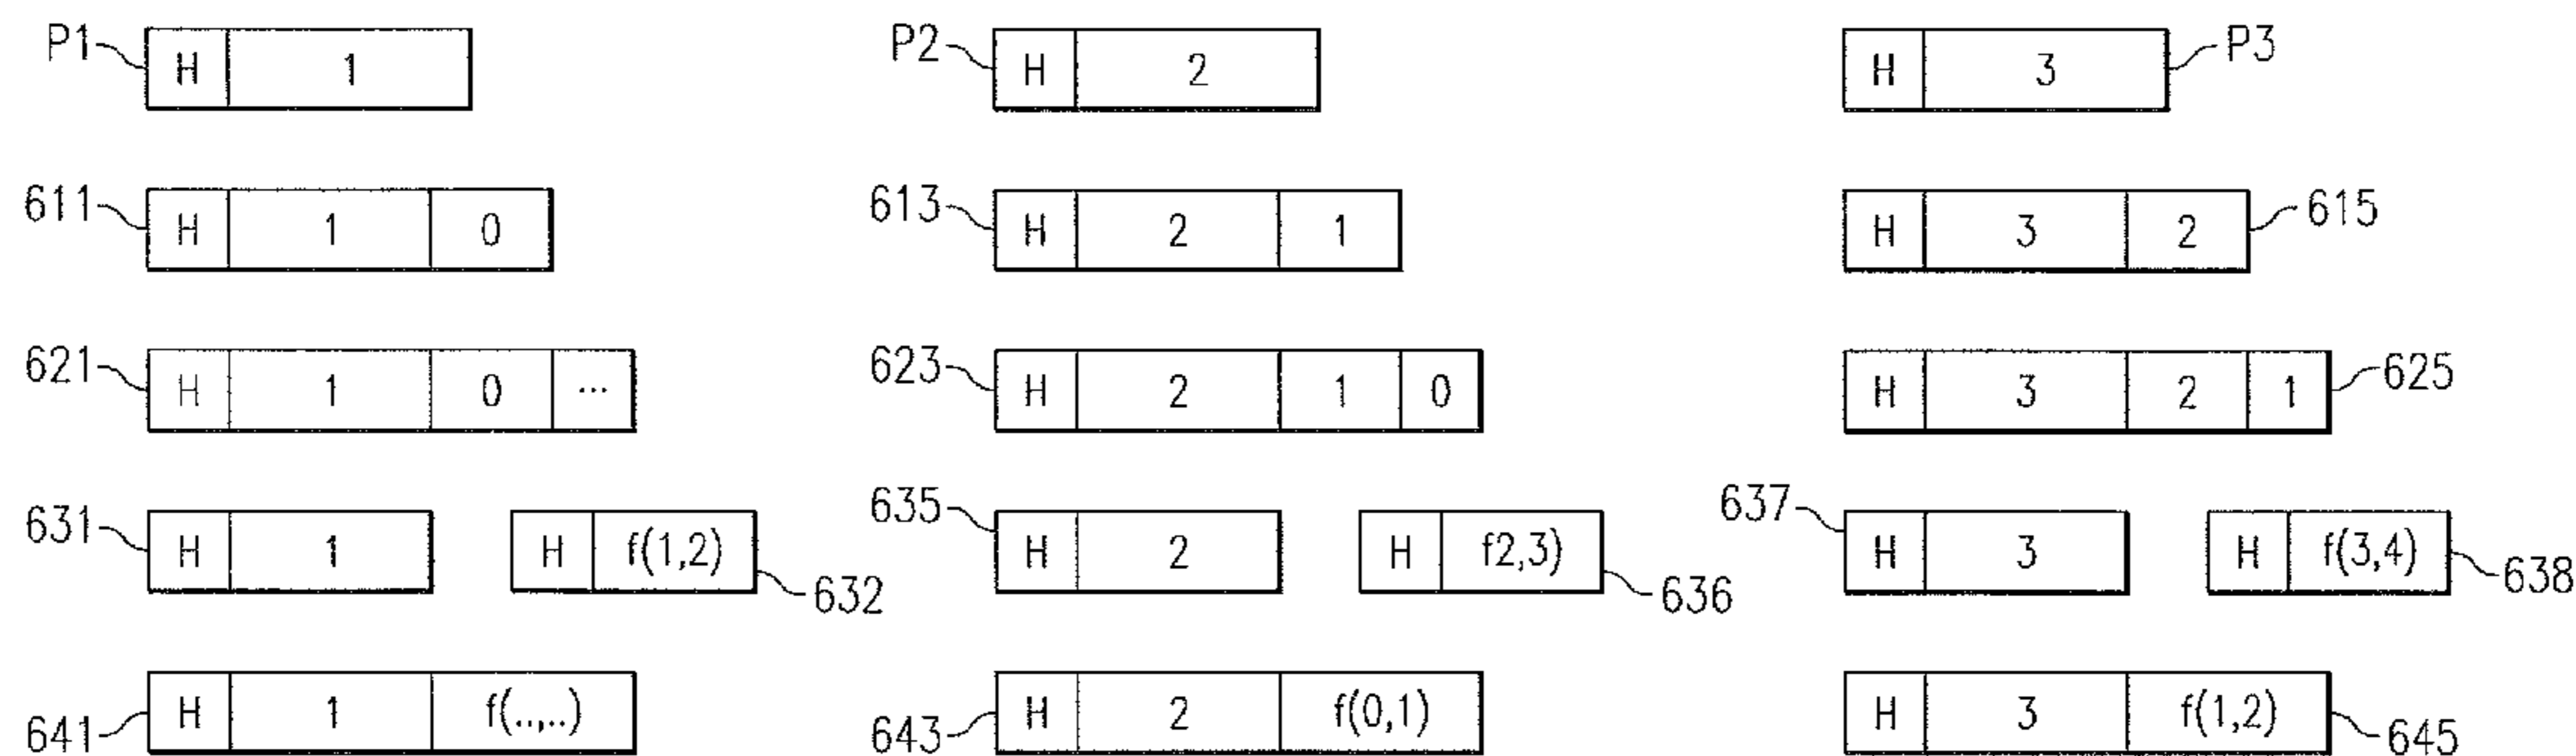 P1 H 1 P2 H 2 H 3 P3
611 H 1 0 613 H 2 1 H 3 2 615
621 H 1 0 ... 623 H 2 1 0 H 3 2 1 625
631 H 1 H f(1,2) 632 635 H 2 H f2,3) 636 637 H 3 H f(3,4) 638
641 H 1 f(..,..) 643 H 2 f(0,1) H 3 f(1,2) 645